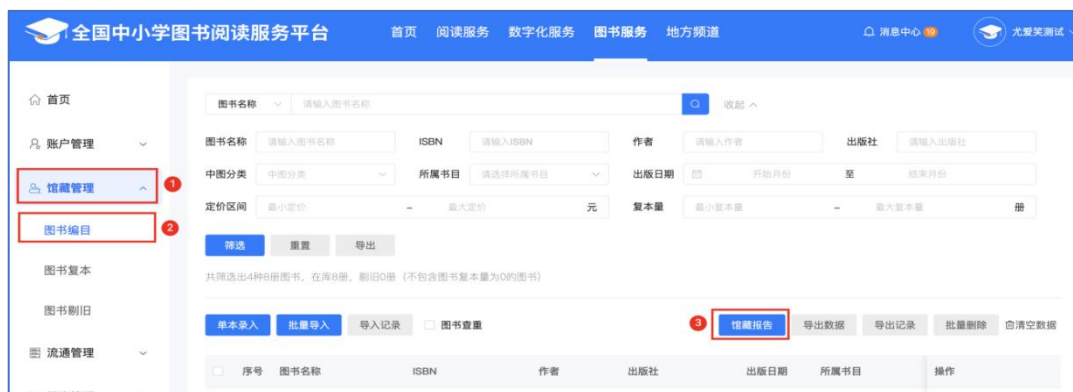 全国中小学图书阅读服务平台 首页 阅读服务 数字化服务 图书服务 地方频道 消息中心 19 尤爱笑测试
首页
图书名称 请输入图书名称 收起
账户管理
图书名称 请输入图书名称 ISBN 请输入ISBN 作者 请输入作者 出版社 请输入出版社
馆藏管理 1
中图分类 中图分类 所属书目 请选择所属书目 出版日期 开始月份 至 结束月份
定价区间 最小定价 – 最大定价 元 复本量 最小复本量 – 最大复本量 册
图书编目 2
筛选 重置 导出
图书复本
共筛选出4种8册图书，在库8册，剔旧0册（不包含图书复本量为0的图书）
图书剔旧
单本录入 批量导入 导入记录 图书查重 3 馆藏报告 导出数据 导出记录 批量删除 清空数据
流通管理
序号 图书名称 ISBN 作者 出版社 出版日期 所属书目 操作